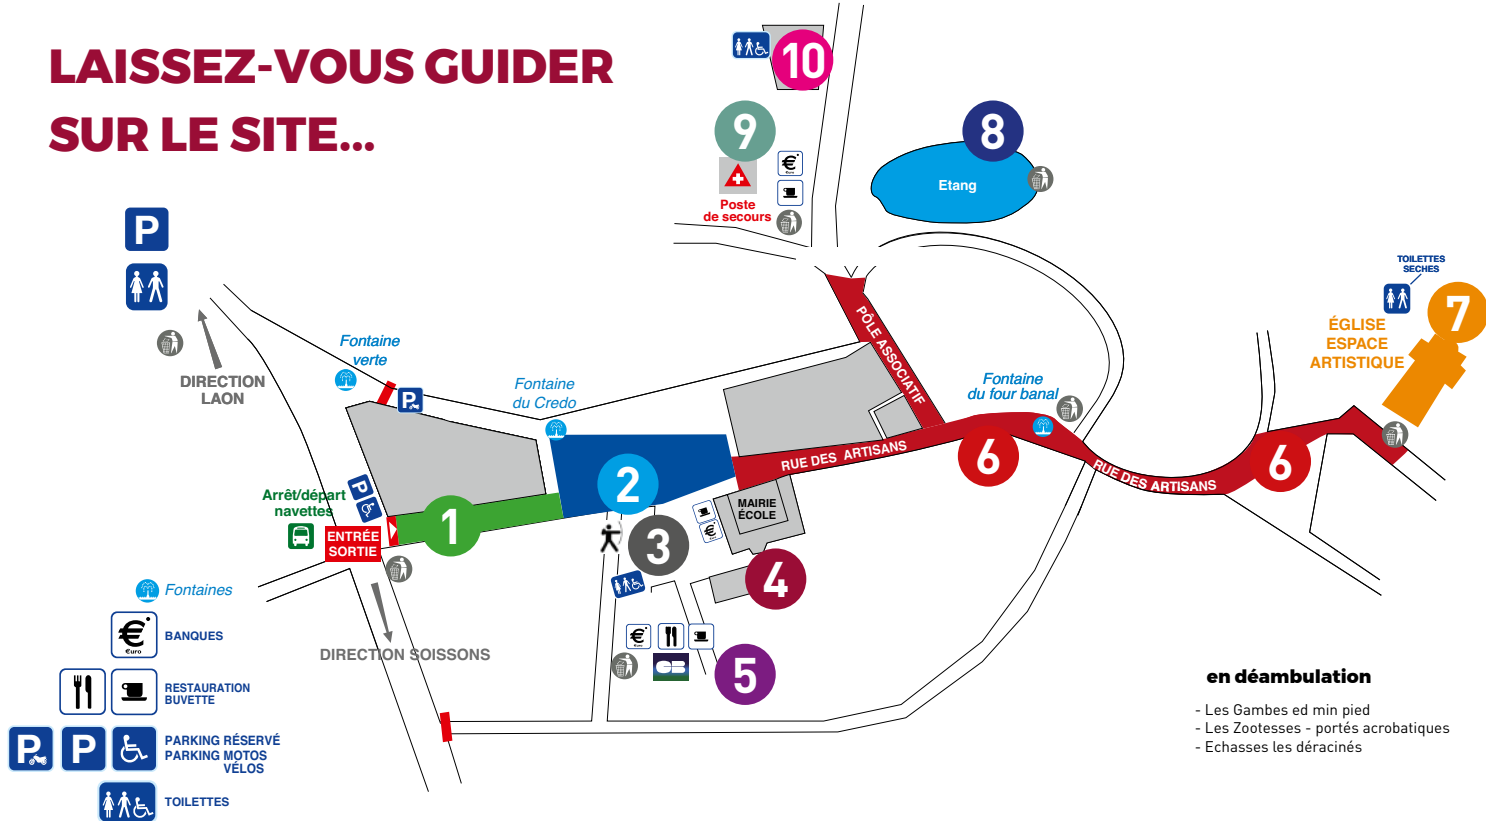 LAISSEZ-VOUS GUIDER
SUR LE SITE...
10
9
8
€uro
Poste
de secours
Etang
P
TOILETTES
SECHES
7
ÉGLISE
ESPACE
ARTISTIQUE
PÔLE ASSOCIATIF
Fontaine
verte
DIRECTION
LAON
P
Fontaine
du Credo
Fontaine
du four banal
RUE DES ARTISANS
6
RUE DES ARTISANS
6
2
P
Arrêt/départ
navettes
1
ENTRÉE
SORTIE
MAIRIE
ÉCOLE
€
3
4
Fontaines
€uro
BANQUES
DIRECTION SOISSONS
€uro
CB
5
RESTAURATION
BUVETTE
P
P
PARKING RÉSERVÉ
PARKING MOTOS
VÉLOS
TOILETTES
en déambulation
- Les Gambes ed min pied
- Les Zootesses - portés acrobatiques
- Echasses les déracinés